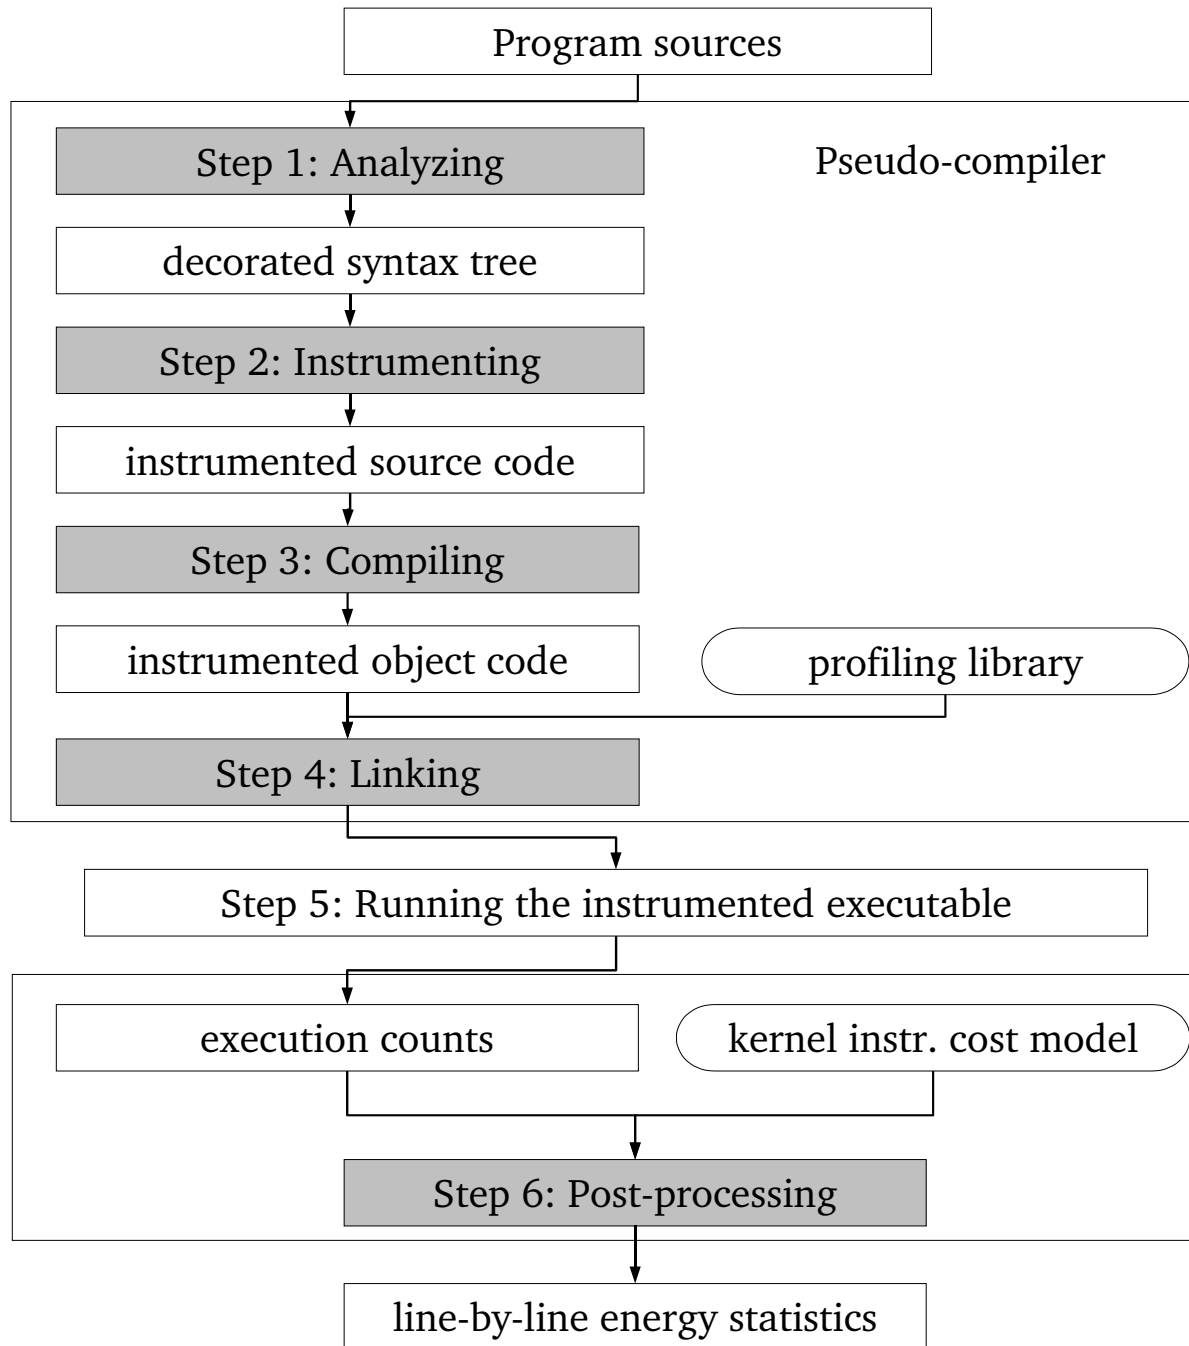 Program sources
Step 1: Analyzing
Pseudo-compiler
decorated syntax tree
Step 2: Instrumenting
instrumented source code
Step 3: Compiling
instrumented object code
profiling library
Step 4: Linking
Step 5: Running the instrumented executable
execution counts
kernel instr. cost model
Step 6: Post-processing
line-by-line energy statistics